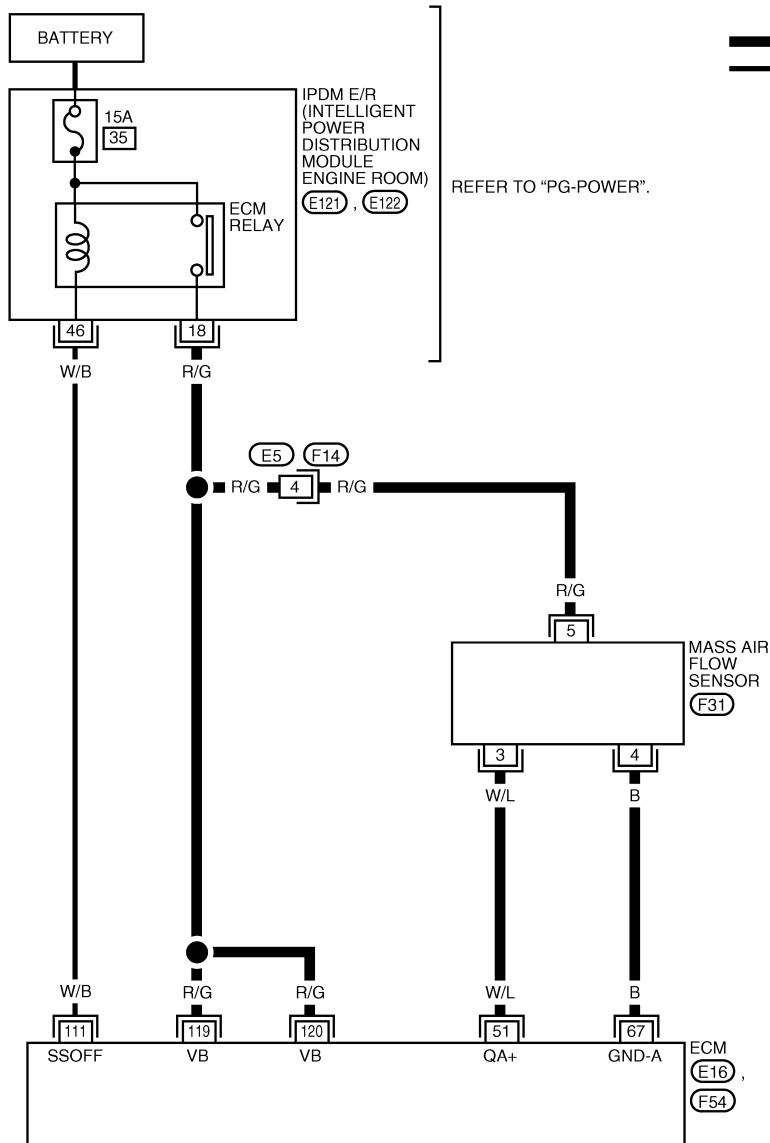 BATTERY
15A
35
IPDM E/R
(INTELLIGENT
POWER
DISTRIBUTION
MODULE
ENGINE ROOM)
E121 , E122
ECM
RELAY
REFER TO “PG-POWER”.
46
18
W/B
R/G
E5
F14
R/G
4
R/G
R/G
5
MASS AIR
FLOW
SENSOR
F31
3
4
W/L
B
W/B
R/G
R/G
W/L
B
111
119
120
51
67
SSOFF
VB
VB
QA+
GND-A
ECM
E16 ,
F54